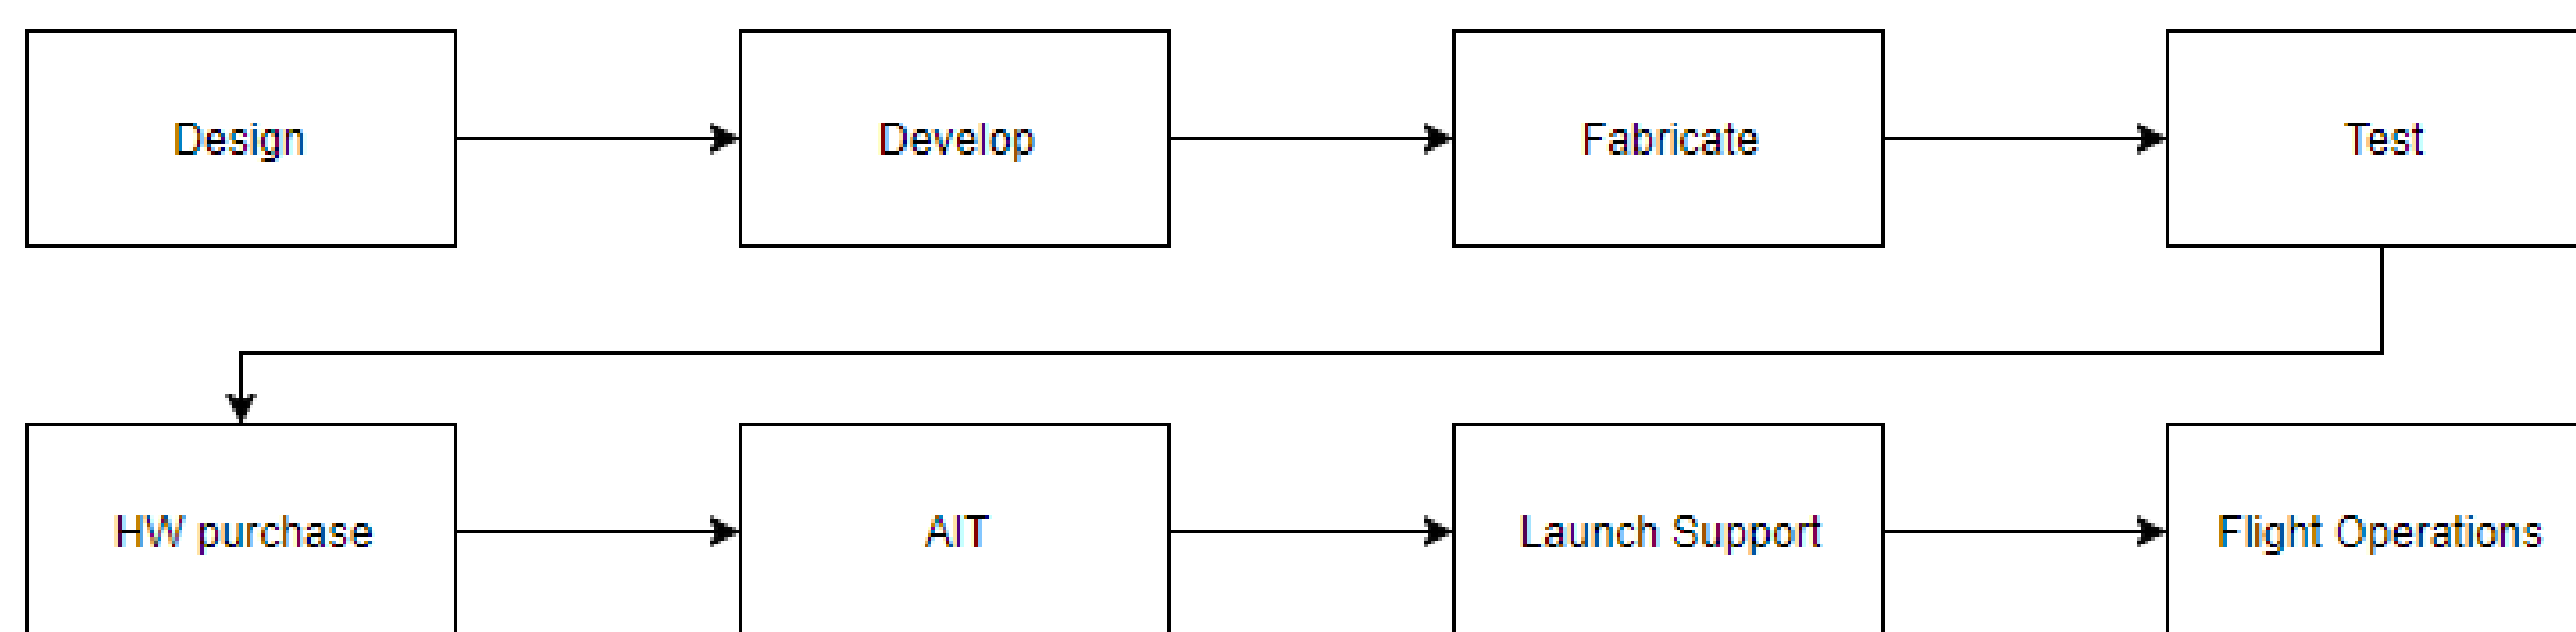 Design
Develop
Fabricate
Test
HW purchase
AIT
Launch Support
Flight Operations